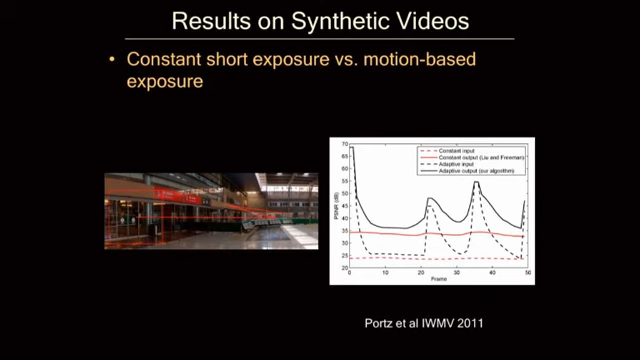 Results on Synthetic Videos
• Constant short exposure vs. motion-based
exposure
70
65
60
55
50
45
40
35
30
25
20
PSNR (dB)
Constant input
Constant output (Liu and Freeman)
Adaptive input
Adaptive output (our algorithm)
0 10 20 30 40 50
Frame
Portz et al IWMV 2011